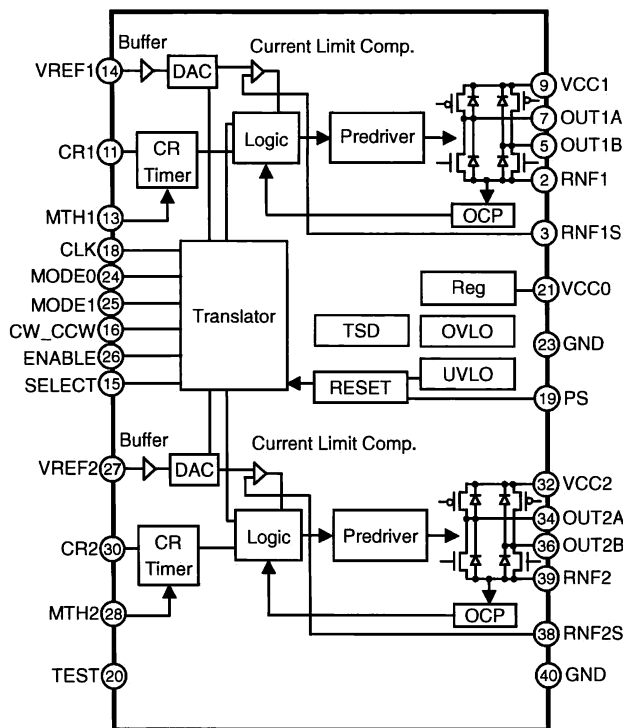 Buffer
Current Limit Comp.
VREF1 14
DAC
9 VCC1
7 OUT1A
CR1 11
CR
Timer
Logic
Predriver
5 OUT1B
2 RNF1
MTH1 13
OCP
3 RNF1S
CLK 18
MODE0 24
MODE1 25
CW_CCW 16
ENABLE 26
SELECT 15
Translator
Reg
21 VCC0
TSD
OVLO
23 GND
UVLO
RESET
19 PS
Buffer
Current Limit Comp.
VREF2 27
DAC
32 VCC2
34 OUT2A
CR2 30
CR
Timer
Logic
Predriver
36 OUT2B
39 RNF2
MTH2 28
OCP
38 RNF2S
TEST 20
40 GND